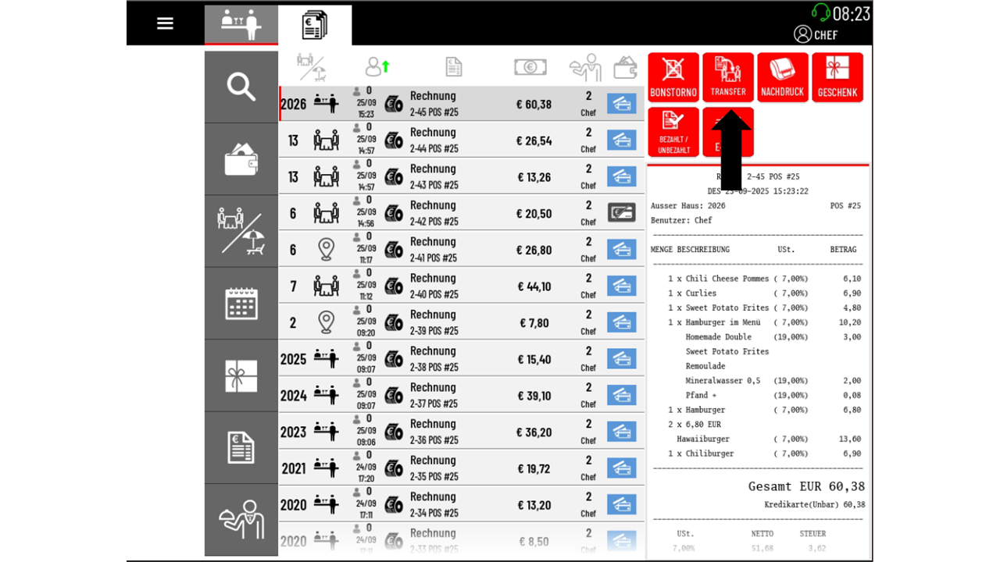 08:23
CHEF
BONSTORNO
TRANSFER
NACHDRUCK
GESCHENK
BEZAHLT /
UNBEZAHLT
2026 0 25/09 15:23 Rechnung 2-45 POS #25 € 60,38 2 Chef
13 0 25/09 14:57 Rechnung 2-44 POS #25 € 26,54 2 Chef
13 0 25/09 14:57 Rechnung 2-43 POS #25 € 13,26 2 Chef
6 0 25/09 14:56 Rechnung 2-42 POS #25 € 20,50 2 Chef
6 0 25/09 11:17 Rechnung 2-41 POS #25 € 26,80 2 Chef
7 0 25/09 11:12 Rechnung 2-40 POS #25 € 44,10 2 Chef
2 0 25/09 09:20 Rechnung 2-39 POS #25 € 7,80 2 Chef
2025 0 25/09 09:07 Rechnung 2-38 POS #25 € 15,40 2 Chef
2024 0 25/09 09:07 Rechnung 2-37 POS #25 € 39,10 2 Chef
2023 0 25/09 09:06 Rechnung 2-36 POS #25 € 36,20 2 Chef
2021 0 24/09 17:20 Rechnung 2-35 POS #25 € 19,72 2 Chef
2020 0 24/09 17:11 Rechnung 2-34 POS #25 € 13,20 2 Chef
2020 0 24/09 Rechnung 2-33 POS #25 € 8,50 2 Chef
2-45 POS #25
DES -09-2025 15:23:22
Ausser Haus: 2026 POS #25
Benutzer: Chef
MENGE BESCHREIBUNG USt. BETRAG
1 x Chili Cheese Pommes ( 7,00%) 6,10
1 x Curlies ( 7,00%) 6,90
1 x Sweet Potato Frites ( 7,00%) 4,80
1 x Hamburger im Menü ( 7,00%) 10,20
Homemade Double (19,00%) 3,00
Sweet Potato Frites
Remoulade
Mineralwasser 0,5 (19,00%) 2,00
Pfand + (19,00%) 0,08
1 x Hamburger ( 7,00%) 6,80
2 x 6,80 EUR
Hawaiiburger ( 7,00%) 13,60
1 x Chiliburger ( 7,00%) 6,90
Gesamt EUR 60,38
Kredikarte(Unbar) 60,38
USt. NETTO STEUER
7,00% 51,68 3,62